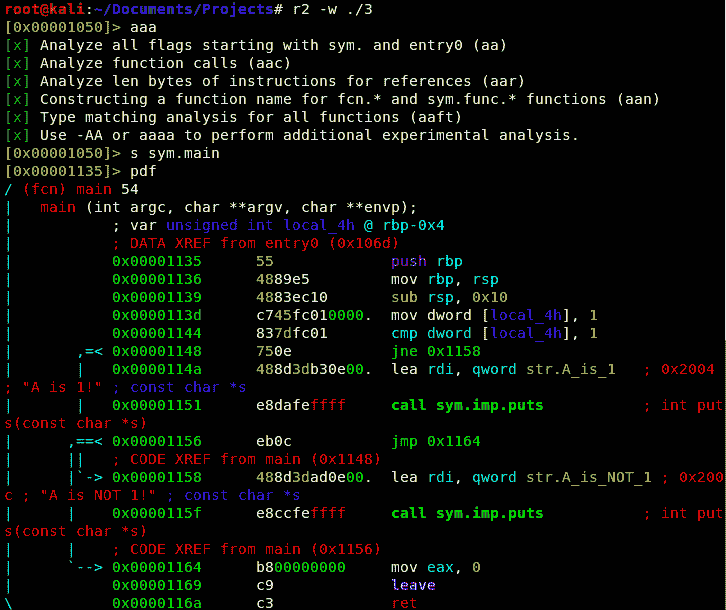 root@kali:~/Documents/Projects# r2 -w ./3
[0x00001050]> aaa
[x] Analyze all flags starting with sym. and entry0 (aa)
[x] Analyze function calls (aac)
[x] Analyze len bytes of instructions for references (aar)
[x] Constructing a function name for fcn.* and sym.func.* functions (aan)
[x] Type matching analysis for all functions (aaft)
[x] Use -AA or aaaa to perform additional experimental analysis.
[0x00001050]> s sym.main
[0x00001135]> pdf
/ (fcn) main 54
|   main (int argc, char **argv, char **envp);
|           ; var unsigned int local_4h @ rbp-0x4
|           ; DATA XREF from entry0 (0x106d)
|           0x00001135      55             push rbp
|           0x00001136      4889e5         mov rbp, rsp
|           0x00001139      4883ec10       sub rsp, 0x10
|           0x0000113d      c745fc010000.  mov dword [local_4h], 1
|           0x00001144      837dfc01       cmp dword [local_4h], 1
|       ,=< 0x00001148      750e           jne 0x1158
|       |   0x0000114a      488d3db30e00.  lea rdi, qword str.A_is_1   ; 0x2004
; "A is 1!" ; const char *s
|       |   0x00001151      e8dafeffff     call sym.imp.puts           ; int put
s(const char *s)
|      ,==< 0x00001156      eb0c           jmp 0x1164
|      ||   ; CODE XREF from main (0x1148)
|      |`-> 0x00001158      488d3dad0e00.  lea rdi, qword str.A_is_NOT_1 ; 0x200
c ; "A is NOT 1!" ; const char *s
|      |    0x0000115f      e8ccfeffff     call sym.imp.puts           ; int put
s(const char *s)
|      |    ; CODE XREF from main (0x1156)
|      `--> 0x00001164      b800000000     mov eax, 0
|           0x00001169      c9             leave
\           0x0000116a      c3             ret